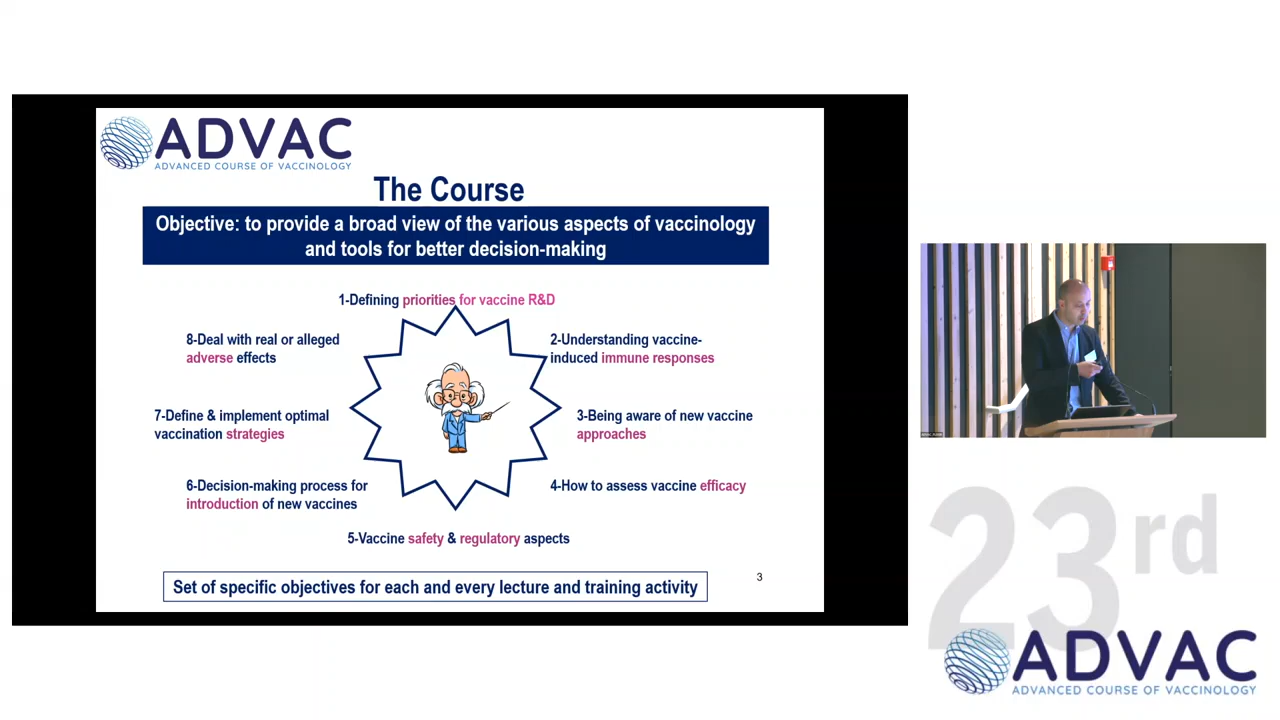 ADVAC
ADVANCED COURSE OF VACCINOLOGY
The Course
Objective: to provide a broad view of the various aspects of vaccinology
and tools for better decision-making
1-Defining priorities for vaccine R&D
2-Understanding vaccine-
induced immune responses
3-Being aware of new vaccine
approaches
4-How to assess vaccine efficacy
5-Vaccine safety & regulatory aspects
6-Decision-making process for
introduction of new vaccines
7-Define & implement optimal
vaccination strategies
8-Deal with real or alleged
adverse effects
Set of specific objectives for each and every lecture and training activity
3
23rd
ADVAC
ADVANCED COURSE OF VACCINOLOGY